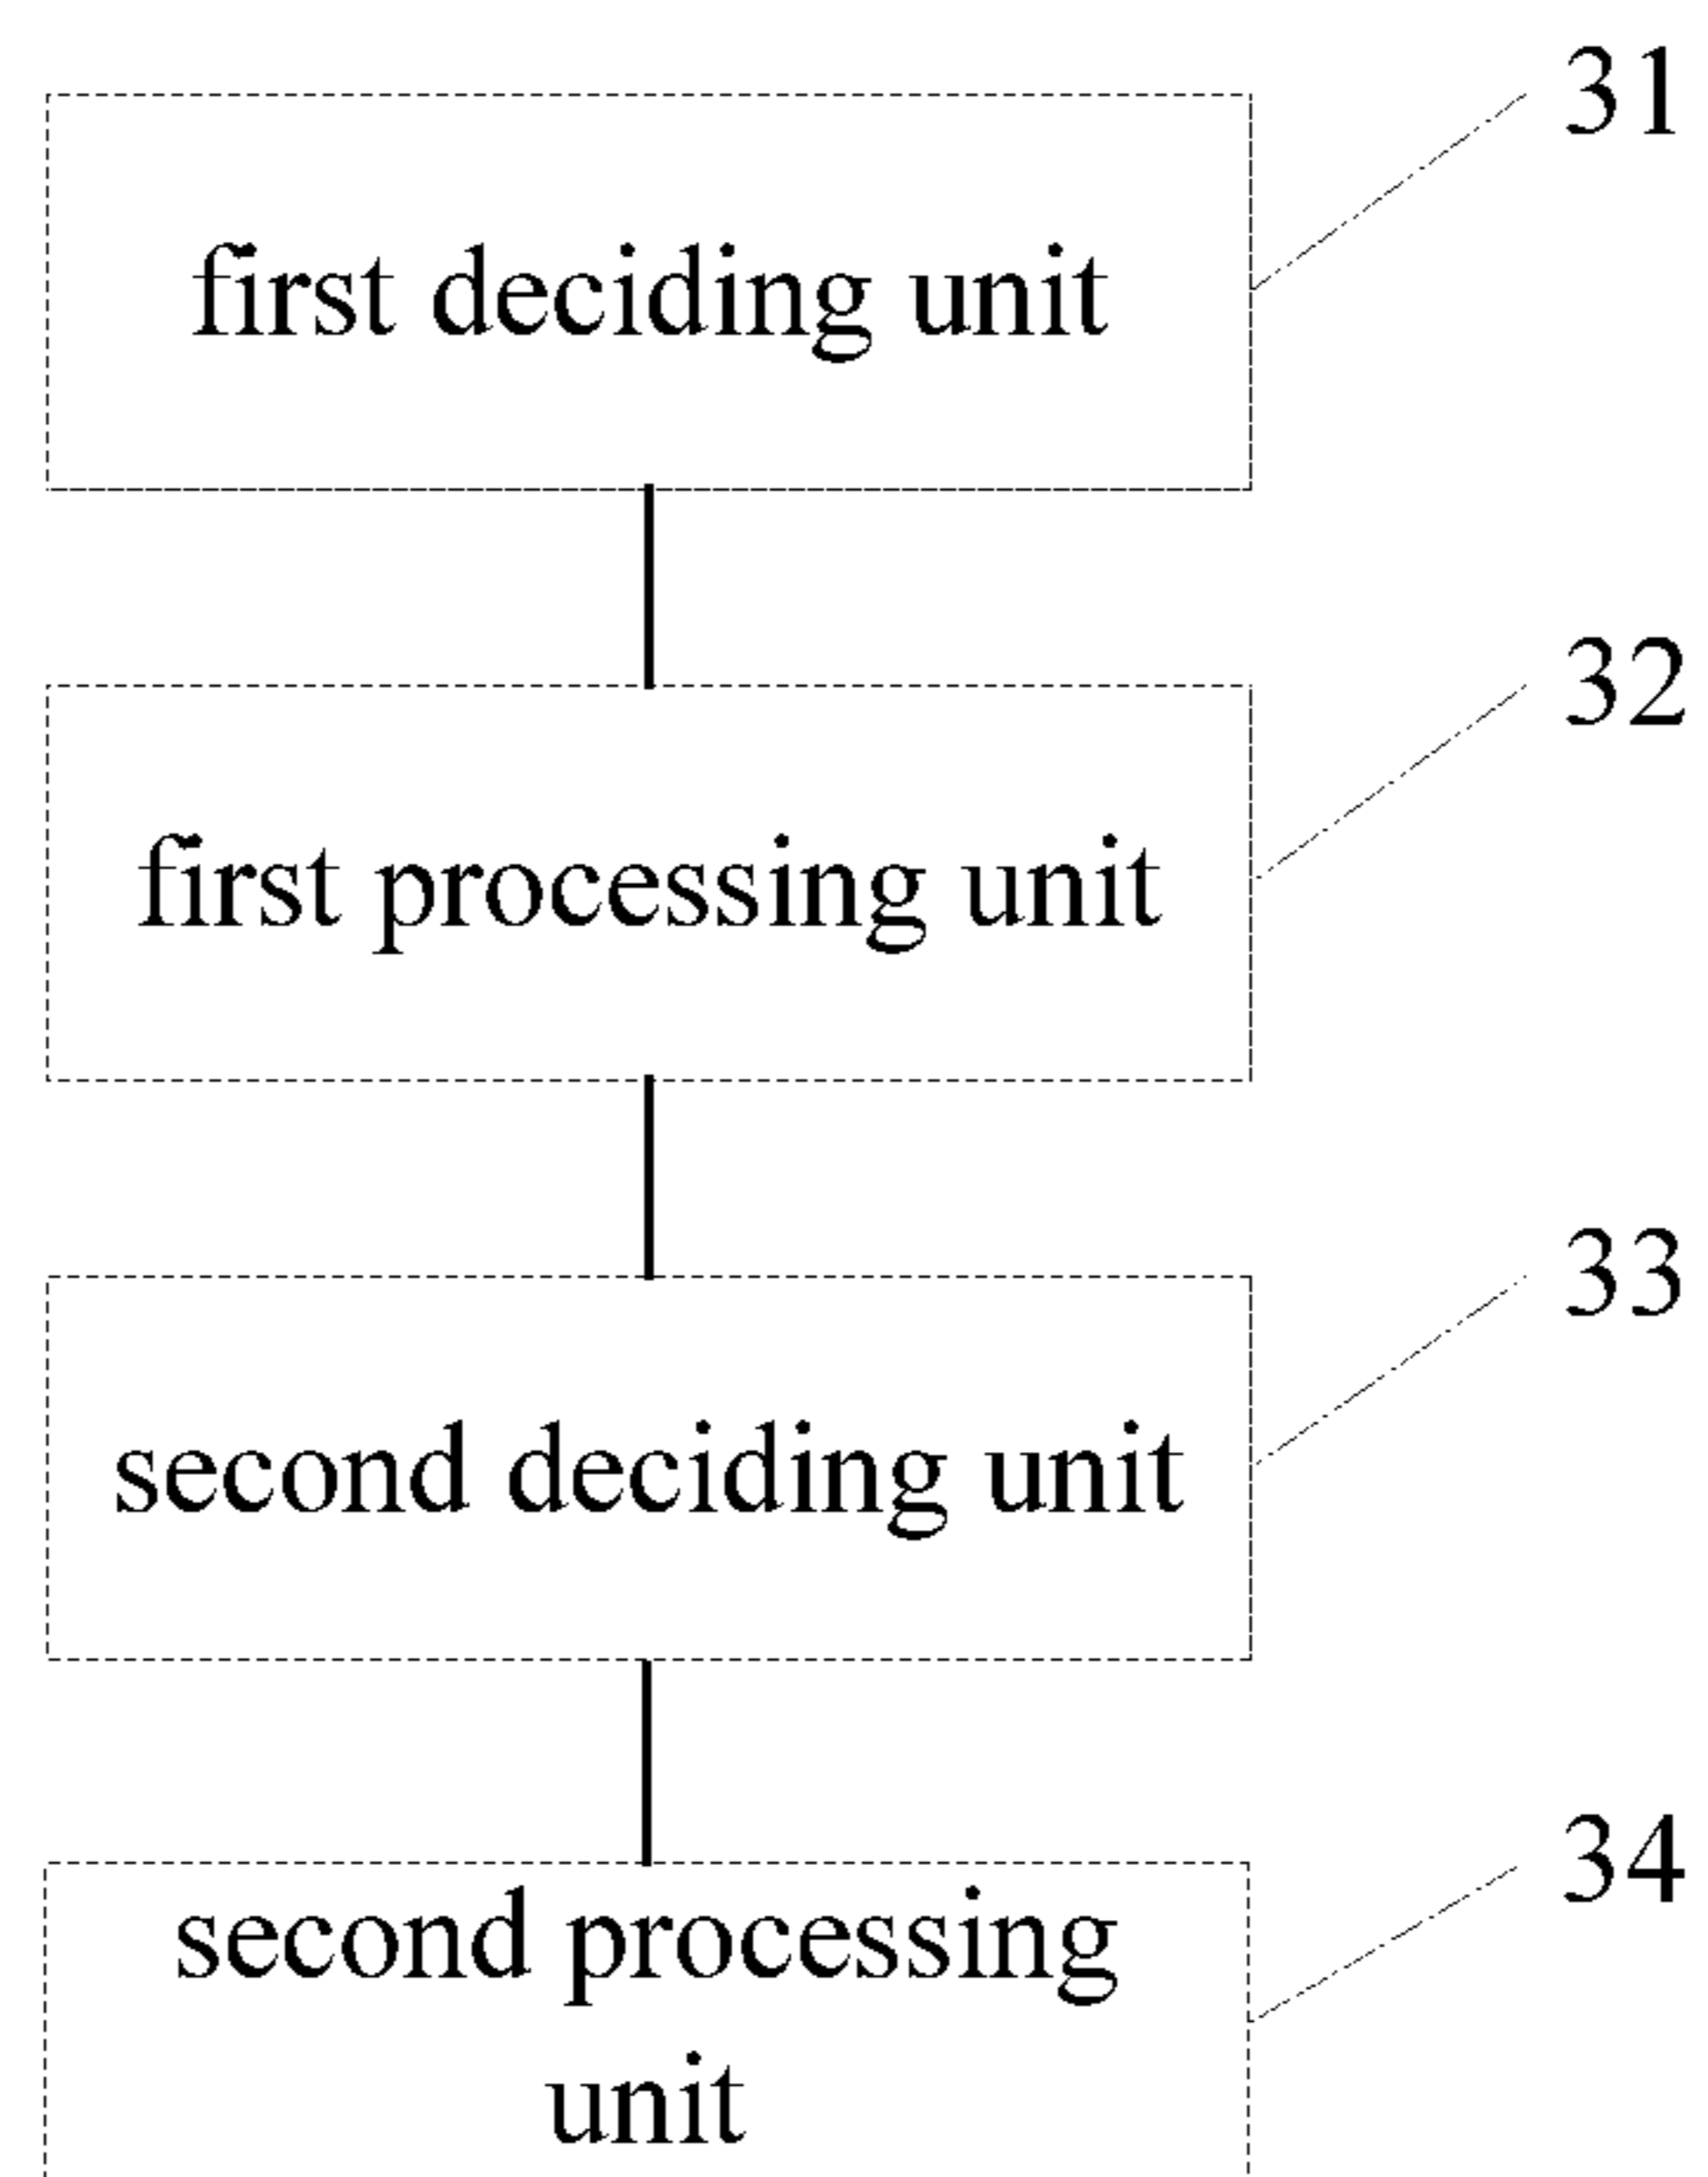 31
first deciding unit
32
first processing unit
33
second deciding unit
34
second processing
unit